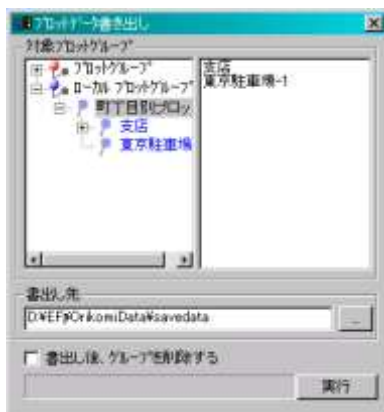 プロットデータ書き出し
対象プロットグループ
プロットグループ
ローカル プロットグループ
町丁目別プロッ
支店
東京駐車場
支店
東京駐車場-1
書出し先
D:¥EF¥OrikomiData¥savedata
...
書出し後、グループを削除する
実行